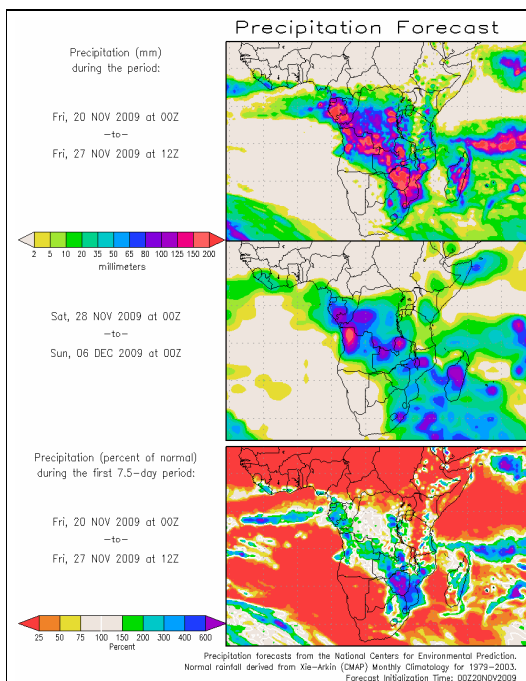 Precipitation Forecast
Precipitation (mm)
during the period:
Fri, 20 NOV 2009 at 00Z
—to—
Fri, 27 NOV 2009 at 12Z
2 5 10 20 35 50 65 80 100 125 150 200
millimeters
Sat, 28 NOV 2009 at 00Z
—to—
Sun, 06 DEC 2009 at 00Z
Precipitation (percent of normal)
during the first 7.5-day period:
Fri, 20 NOV 2009 at 00Z
—to—
Fri, 27 NOV 2009 at 12Z
25 50 75 100 150 200 300 400 600
Percent
Precipitation forecasts from the National Centers for Environmental Prediction.
Normal rainfall derived from Xie-Arkin (CMAP) Monthly Climatology for 1979-2003.
Forecast Initialization Time: 00Z20NOV2009